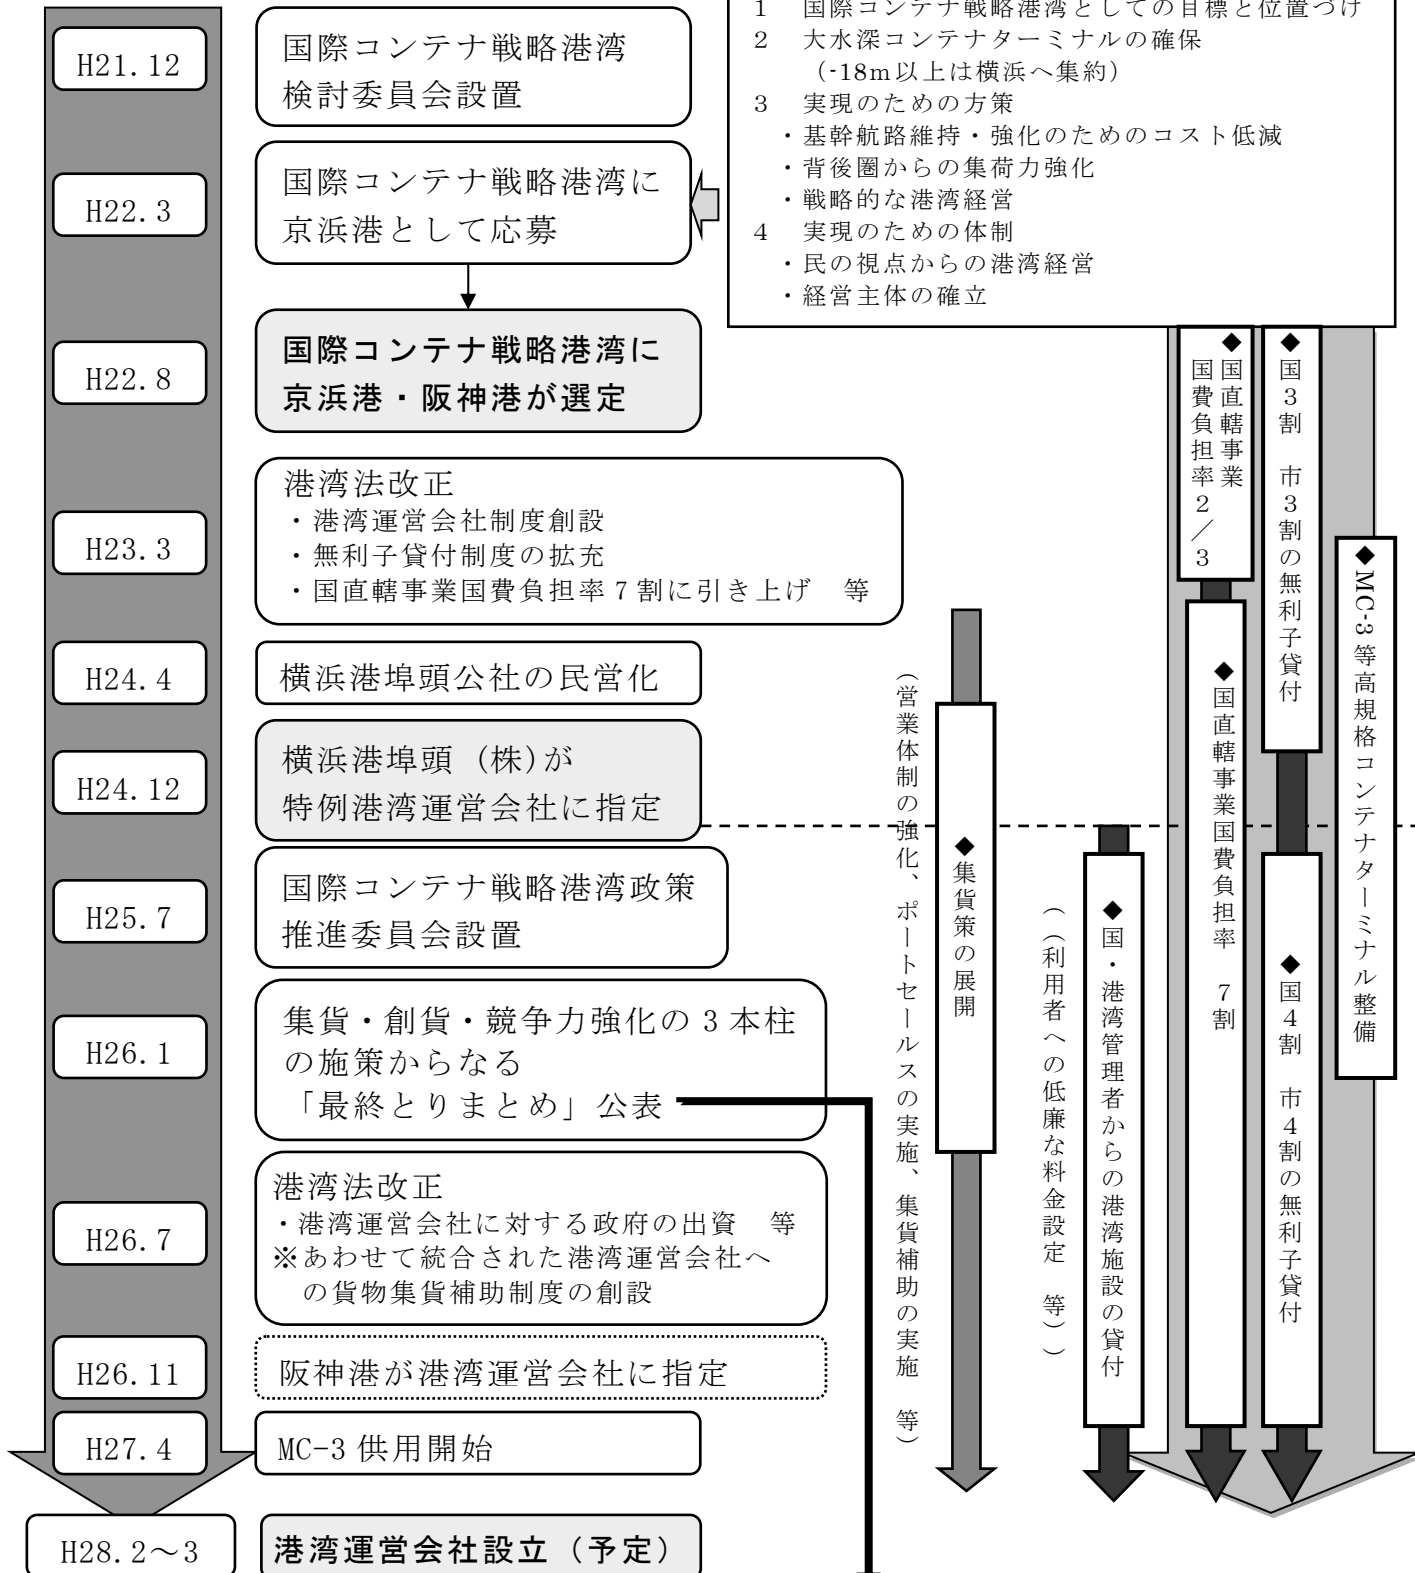 H21.12
国際コンテナ戦略港湾
検討委員会設置
1　国際コンテナ戦略港湾としての目標と位置づけ
2　大水深コンテナターミナルの確保
（-18m以上は横浜へ集約）
3　実現のための方策
・基幹航路維持・強化のためのコスト低減
・背後圏からの集荷力強化
・戦略的な港湾経営
4　実現のための体制
・民の視点からの港湾経営
・経営主体の確立
H22.3
国際コンテナ戦略港湾に
京浜港として応募
H22.8
国際コンテナ戦略港湾に
京浜港・阪神港が選定
H23.3
港湾法改正
・港湾運営会社制度創設
・無利子貸付制度の拡充
・国直轄事業国費負担率７割に引き上げ　等
H24.4
横浜港埠頭公社の民営化
H24.12
横浜港埠頭（株）が
特例港湾運営会社に指定
H25.7
国際コンテナ戦略港湾政策
推進委員会設置
H26.1
集貨・創貨・競争力強化の３本柱
の施策からなる
「最終とりまとめ」公表
H26.7
港湾法改正
・港湾運営会社に対する政府の出資　等
※あわせて統合された港湾運営会社へ
の貨物集貨補助制度の創設
H26.11
阪神港が港湾運営会社に指定
H27.4
MC-3 供用開始
H28.2～3
港湾運営会社設立（予定）
◆国直轄事業
国費負担率２／３
◆国３割　市３割の無利子貸付
◆MC-3等高規格コンテナターミナル整備
◆国直轄事業国費負担率　７割
◆国４割　市４割の無利子貸付
◆国・港湾管理者からの港湾施設の貸付
（（利用者への低廉な料金設定　等））
◆集貨策の展開
（営業体制の強化、ポートセールスの実施、集貨補助の実施　等）